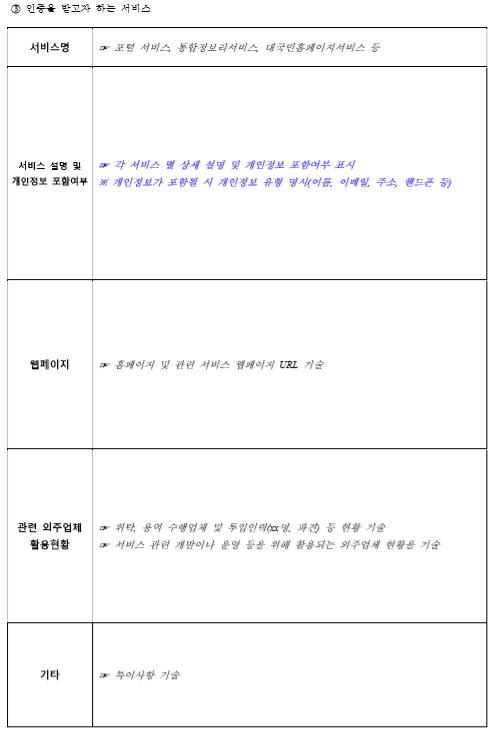 ③ 인증을 받고자 하는 서비스
서비스명
☞ 포털 서비스, 통합정보리서비스, 대국민홈페이지서비스 등
서비스 설명 및
개인정보 포함여부
☞ 각 서비스 별 상세 설명 및 개인정보 포함여부 표시
※ 개인정보가 포함될 시 개인정보 유형 명시(이름, 이메일, 주소, 핸드폰 등)
웹페이지
☞ 홈페이지 및 관련 서비스 웹페이지 URL 기술
관련 외주업체
활용현황
☞ 위탁, 용역 수행업체 및 투입인력(xx명, 파견) 등 현황 기술
☞ 서비스 관련 개발이나 운영 등을 위해 활용되는 외주업체 현황을 기술
기타
☞ 특이사항 기술